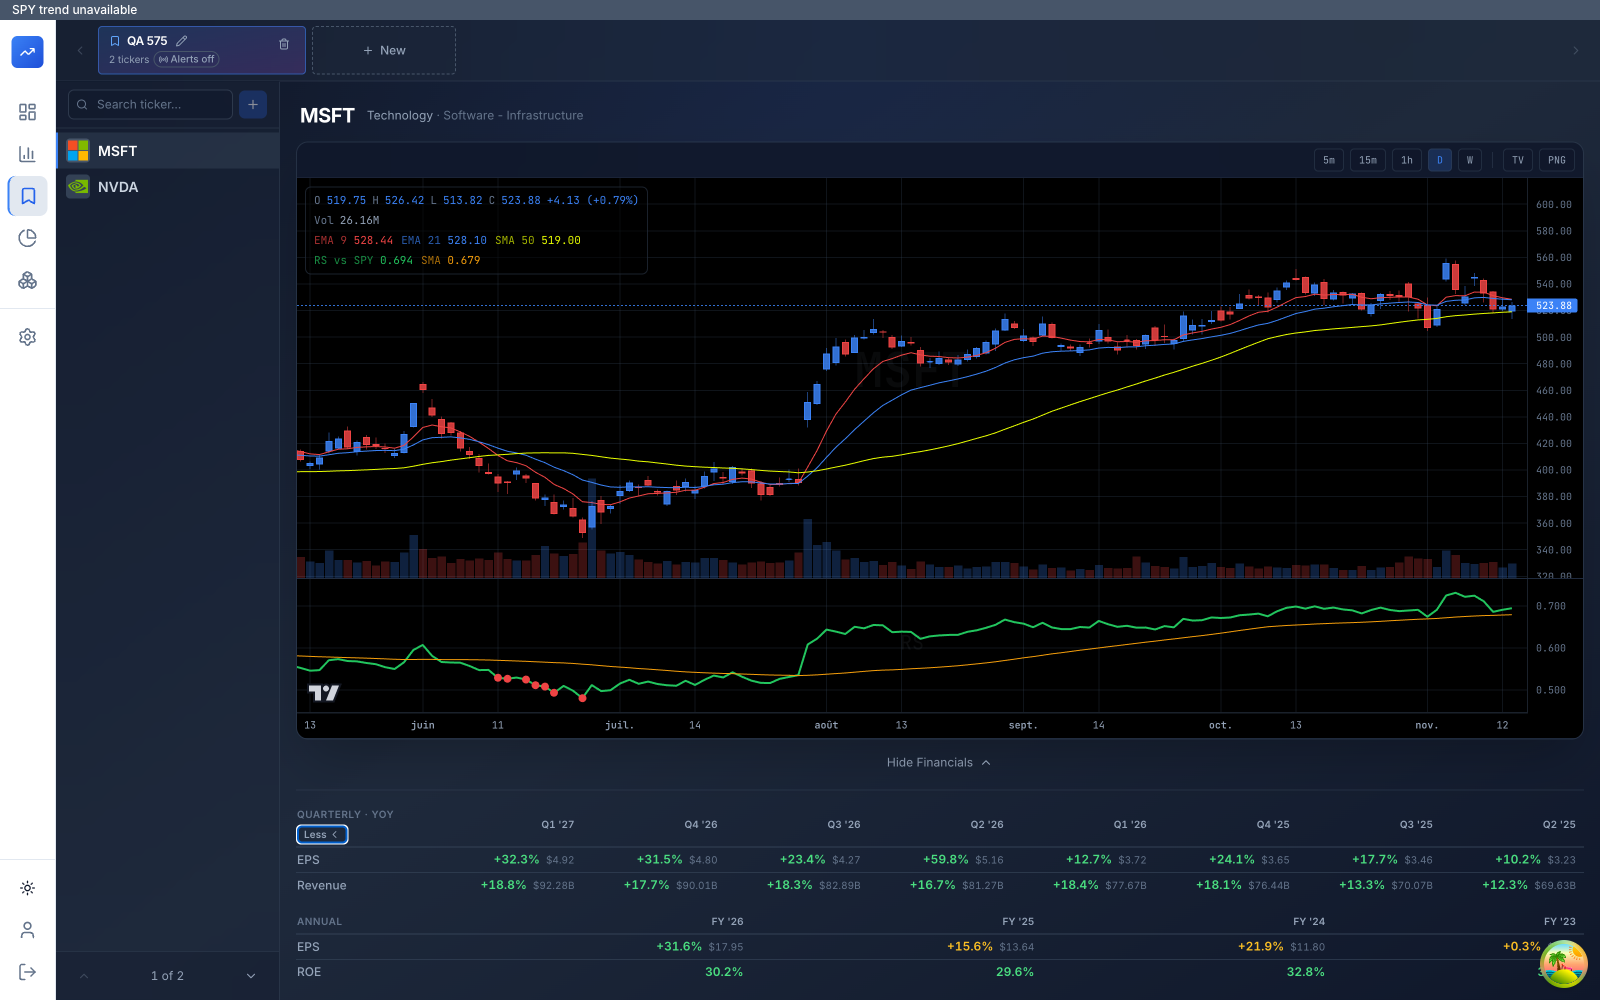 SPY trend unavailable
QA 575
2 tickers Alerts off
+ New
Search ticker...
+
MSFT
NVDA
1 of 2
MSFT Technology · Software - Infrastructure
5m 15m 1h D W TV PNG
O 519.75 H 526.42 L 513.82 C 523.88 +4.13 (+0.79%)
Vol 26.16M
EMA 9 528.44 EMA 21 528.10 SMA 50 519.00
RS vs SPY 0.694 SMA 0.679
MSFT
600.00
580.00
560.00
540.00
523.88
500.00
480.00
460.00
440.00
420.00
400.00
380.00
360.00
340.00
320.00
RS
0.700
0.600
0.500
13 juin 11 juil. 14 août 13 sept. 14 oct. 13 nov. 12
Hide Financials
QUARTERLY · YOY
Less
Q1 '27 Q4 '26 Q3 '26 Q2 '26 Q1 '26 Q4 '25 Q3 '25 Q2 '25
EPS +32.3% $4.92 +31.5% $4.80 +23.4% $4.27 +59.8% $5.16 +12.7% $3.72 +24.1% $3.65 +17.7% $3.46 +10.2% $3.23
Revenue +18.8% $92.28B +17.7% $90.01B +18.3% $82.89B +16.7% $81.27B +18.4% $77.67B +18.1% $76.44B +13.3% $70.07B +12.3% $69.63B
ANNUAL FY '26 FY '25 FY '24 FY '23
EPS +31.6% $17.95 +15.6% $13.64 +21.9% $11.80 +0.3%
ROE 30.2% 29.6% 32.8%